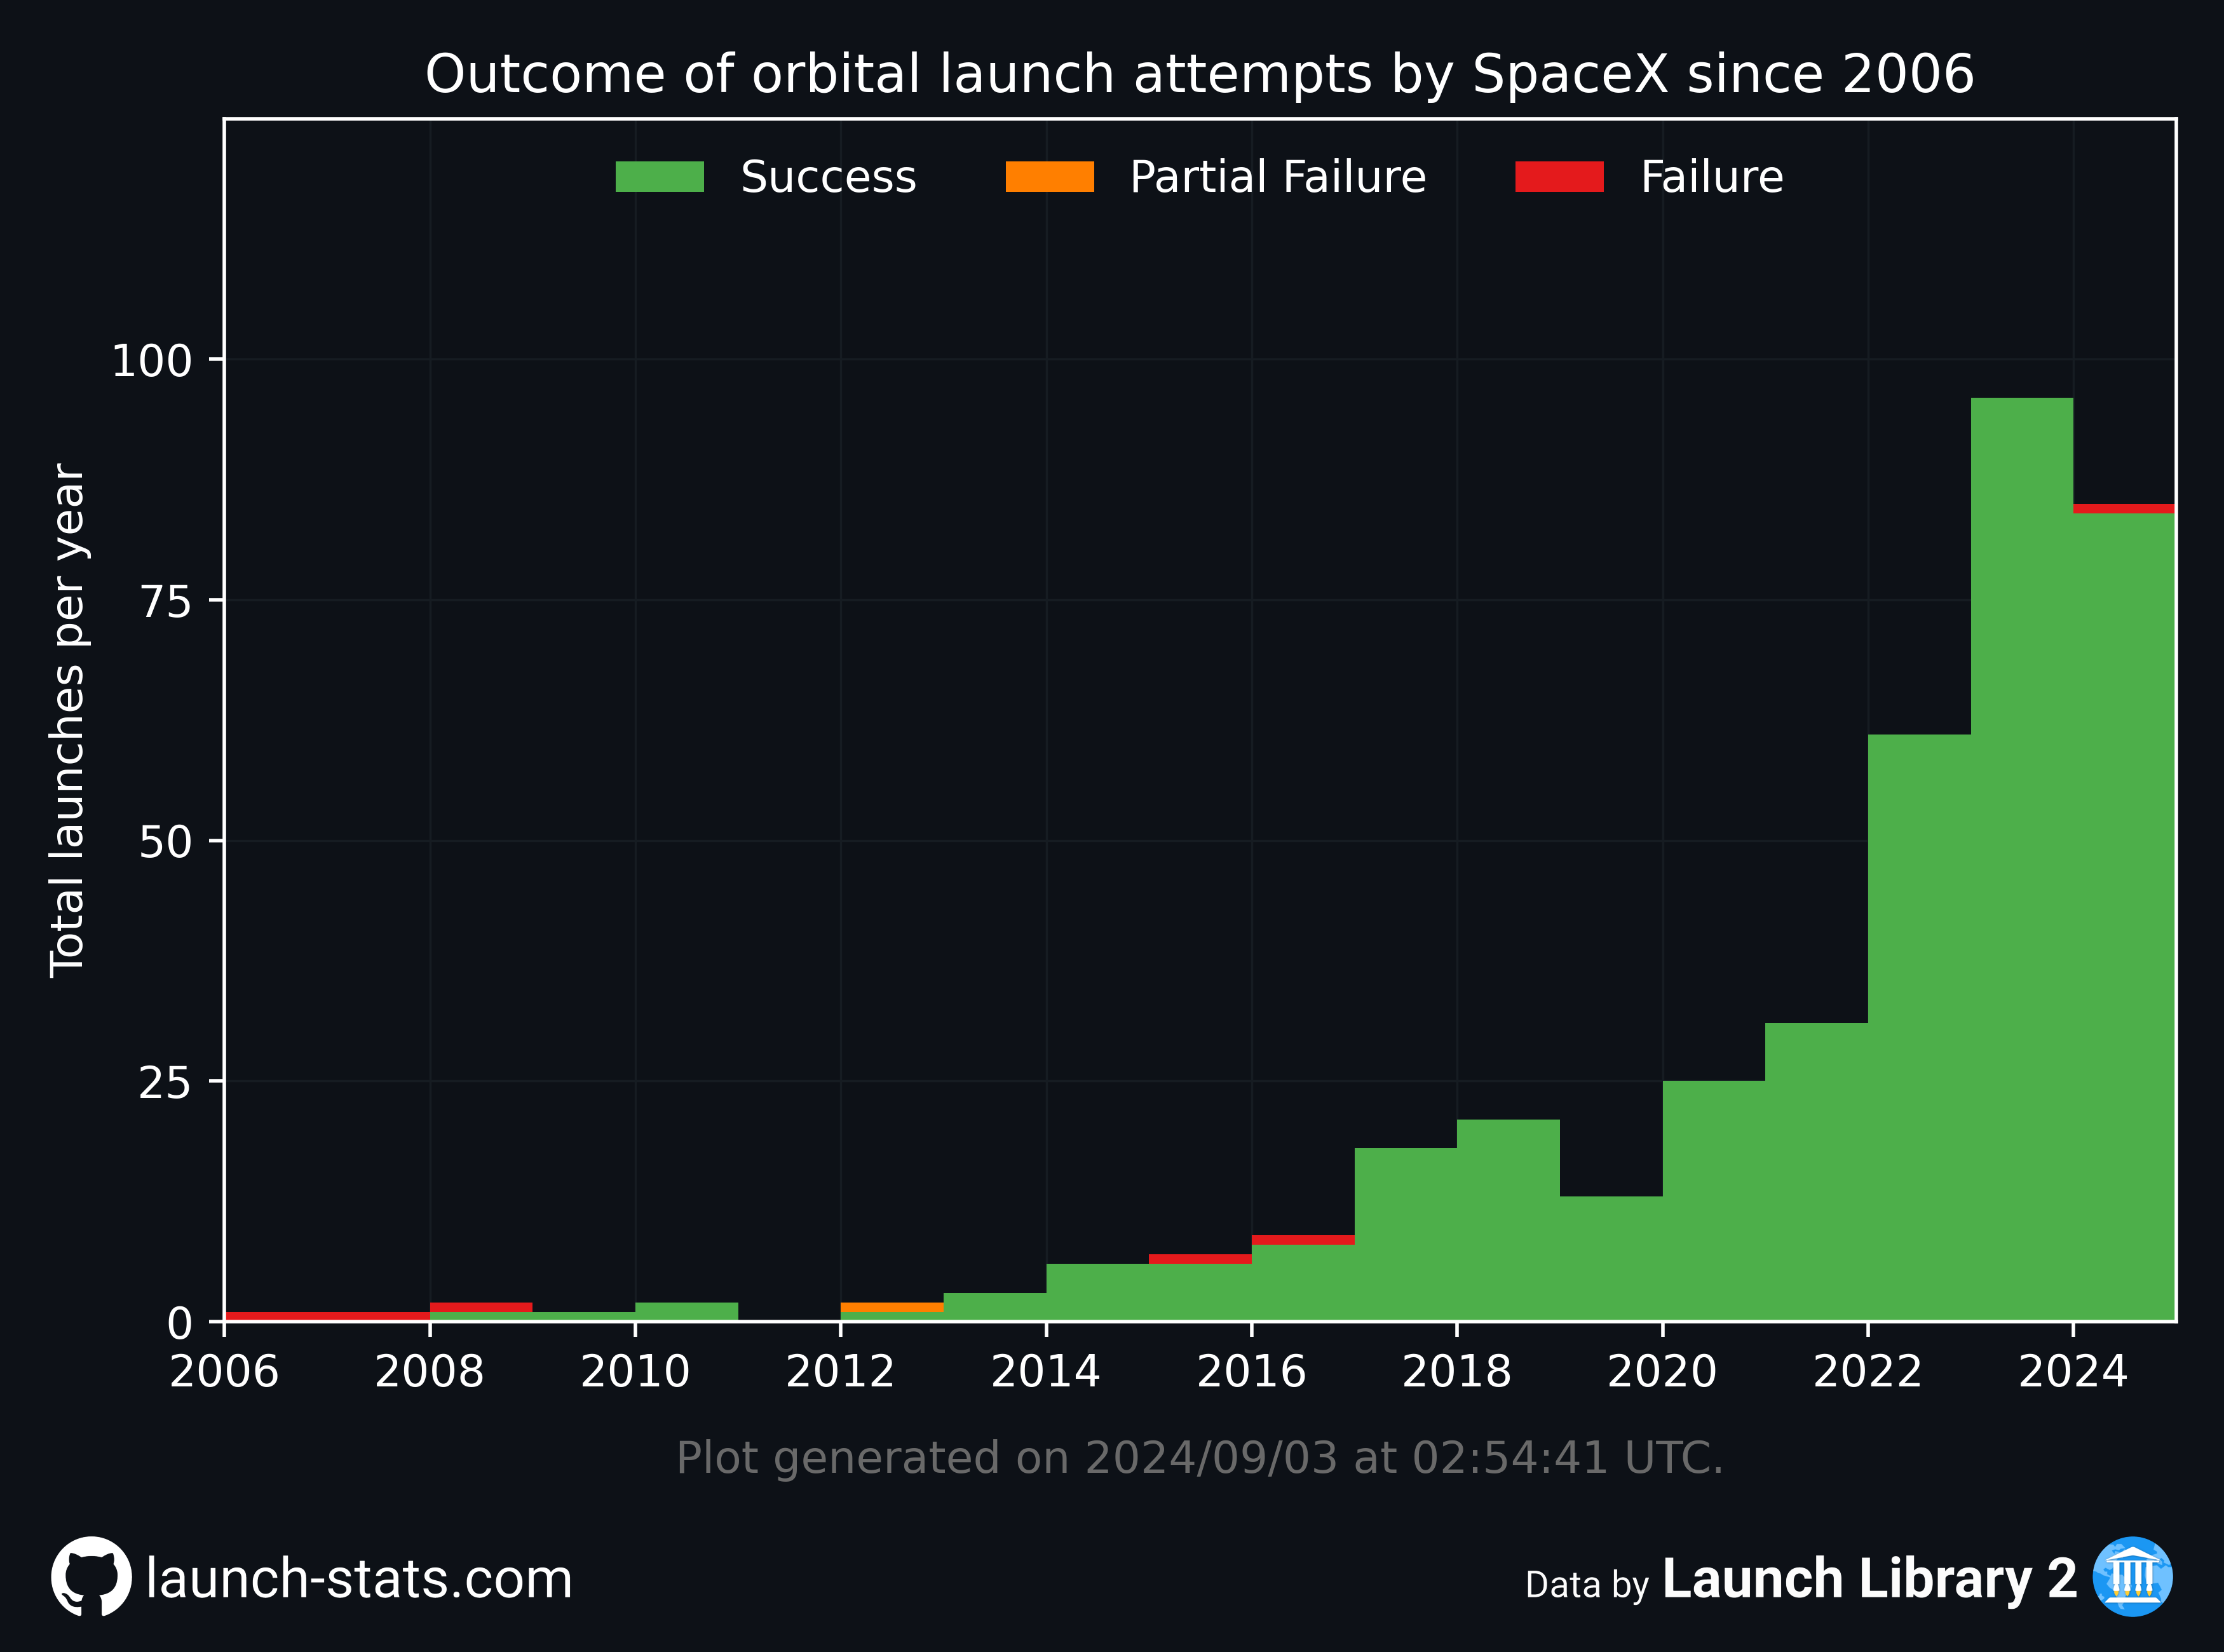 Outcome of orbital launch attempts by SpaceX since 2006
Success Partial Failure Failure
Total launches per year
100
75
50
25
0
2006 2008 2010 2012 2014 2016 2018 2020 2022 2024
Plot generated on 2024/09/03 at 02:54:41 UTC.
launch-stats.com
Data by Launch Library 2